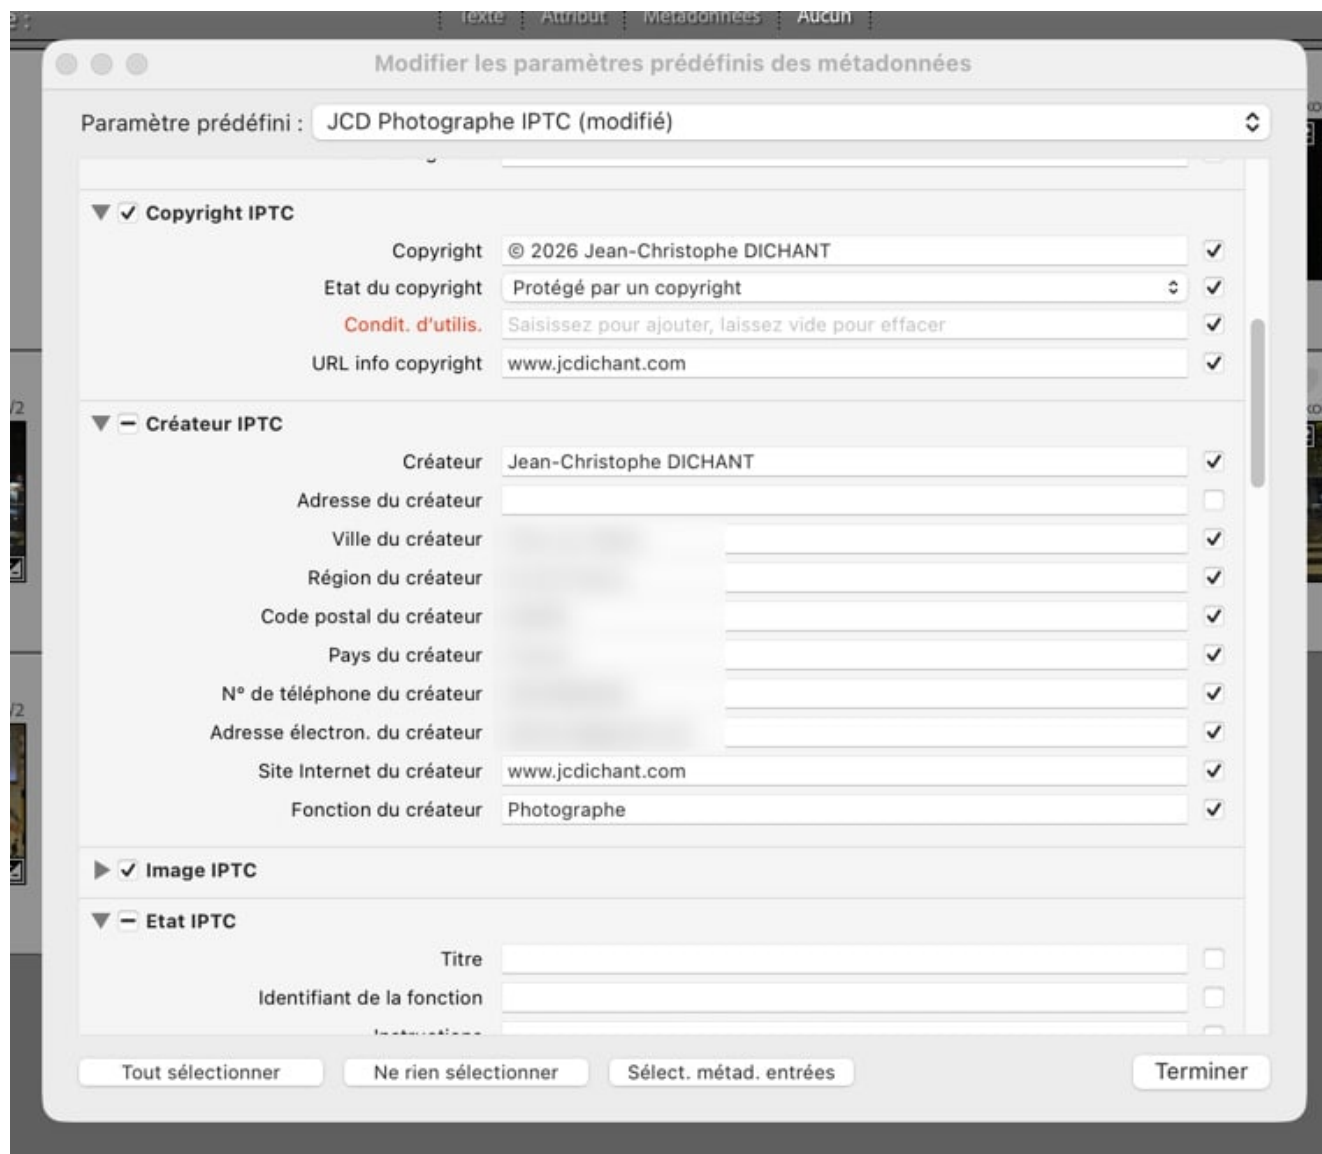 Texte Attribut Métadonnées Aucun
Modifier les paramètres prédéfinis des métadonnées
Paramètre prédéfini : JCD Photographe IPTC (modifié)
Copyright IPTC
Copyright © 2026 Jean-Christophe DICHANT
Etat du copyright Protégé par un copyright
Condit. d'utilis. Saisissez pour ajouter, laissez vide pour effacer
URL info copyright www.jcdichant.com
Créateur IPTC
Créateur Jean-Christophe DICHANT
Adresse du créateur
Ville du créateur
Région du créateur
Code postal du créateur
Pays du créateur
N° de téléphone du créateur
Adresse électron. du créateur
Site Internet du créateur www.jcdichant.com
Fonction du créateur Photographe
Image IPTC
Etat IPTC
Titre
Identifiant de la fonction
Instructions
Tout sélectionner Ne rien sélectionner Sélect. métad. entrées Terminer